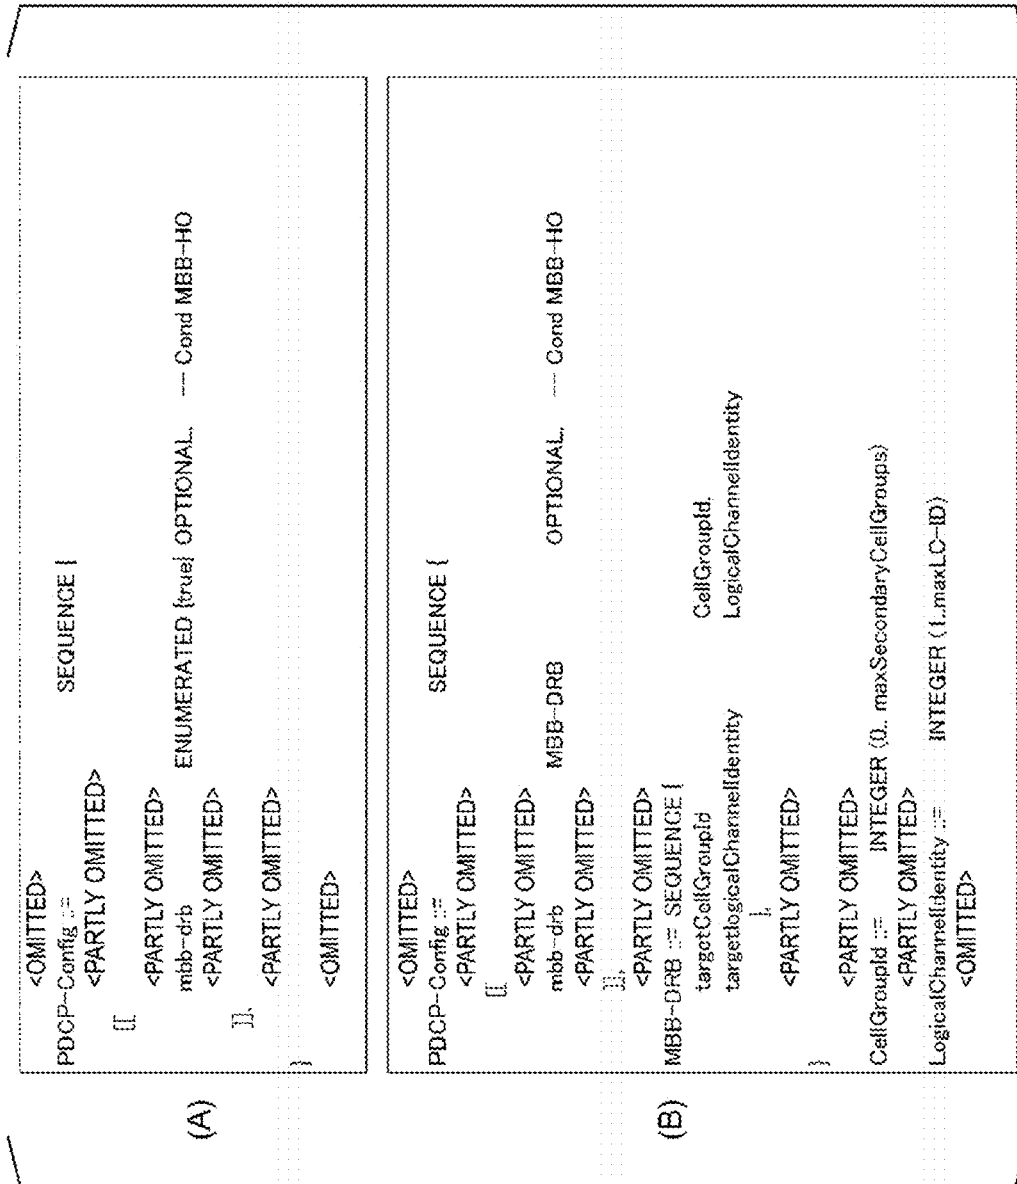 (A)
<OMITTED>
PDCP-Config ::= SEQUENCE {
<PARTLY OMITTED>
[[
<PARTLY OMITTED>
mbb-drb ENUMERATED {true} OPTIONAL, -- Cond MBB-HO
<PARTLY OMITTED>
]],
<PARTLY OMITTED>
}
<OMITTED>
(B)
<OMITTED>
PDCP-Config ::= SEQUENCE {
<PARTLY OMITTED>
[[
<PARTLY OMITTED>
mbb-drb MBB-DRB OPTIONAL, -- Cond MBB-HO
<PARTLY OMITTED>
]],
<PARTLY OMITTED>
MBB-DRB ::= SEQUENCE {
targetCellGroupId CellGroupId,
targetlogicalChannelIdentity LogicalChannelIdentity
},
<PARTLY OMITTED>
}
<PARTLY OMITTED>
CellGroupId ::= INTEGER (0.. maxSecondaryCellGroups)
<PARTLY OMITTED>
LogicalChannelIdentity ::= INTEGER (1..maxLC-ID)
<OMITTED>